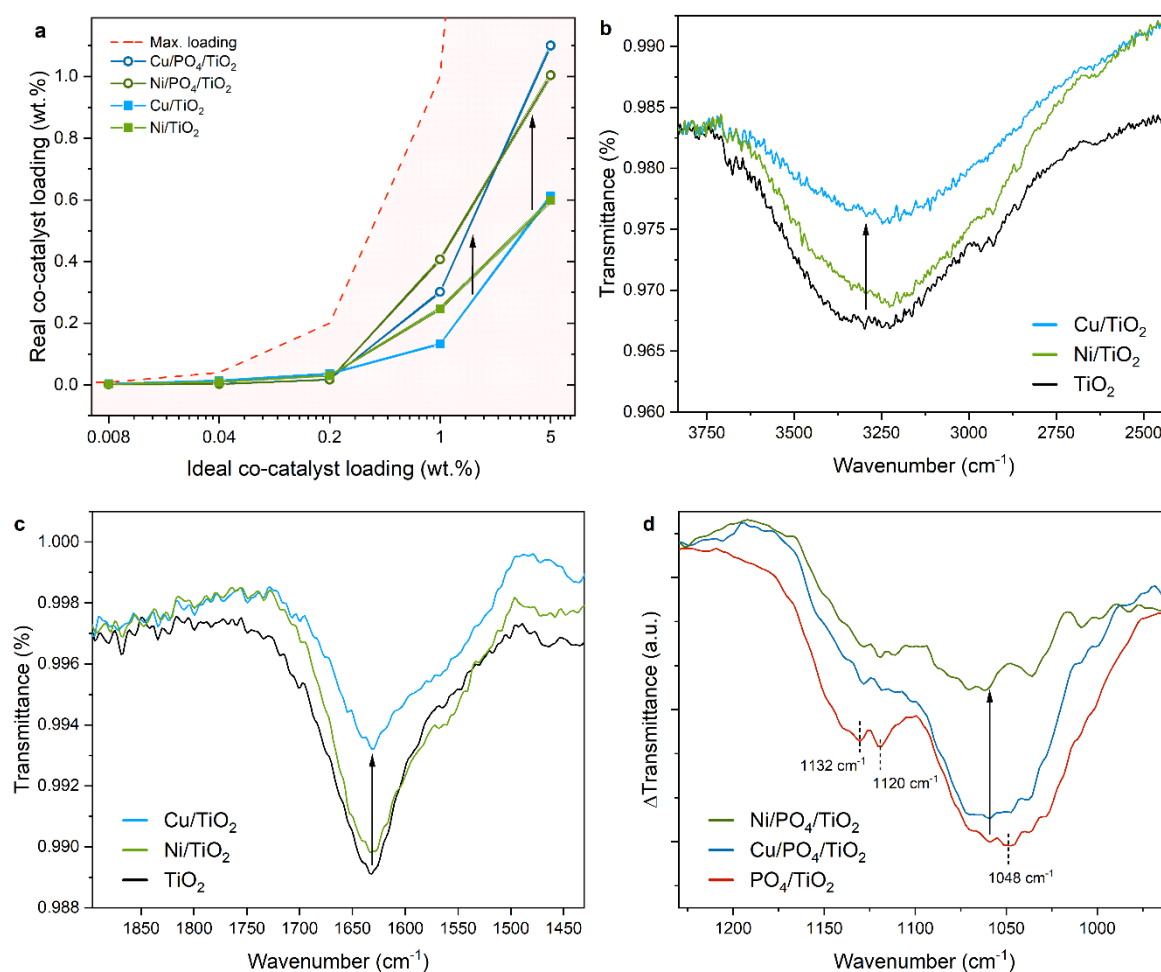 a
Max. loading
Cu/PO₄/TiO₂
Ni/PO₄/TiO₂
Cu/TiO₂
Ni/TiO₂
1.0
0.8
0.6
0.4
0.2
0.0
Real co-catalyst loading (wt.%)
0.008 0.04 0.2 1 5
Ideal co-catalyst loading (wt.%)
b
0.990
0.985
0.980
0.975
0.970
0.965
0.960
Transmittance (%)
Cu/TiO₂
Ni/TiO₂
TiO₂
3750 3500 3250 3000 2750 2500
Wavenumber (cm⁻¹)
c
1.000
0.998
0.996
0.994
0.992
0.990
0.988
Transmittance (%)
Cu/TiO₂
Ni/TiO₂
TiO₂
1850 1800 1750 1700 1650 1600 1550 1500 1450
Wavenumber (cm⁻¹)
d
ΔTransmittance (a.u.)
1132 cm⁻¹
1120 cm⁻¹
1048 cm⁻¹
Ni/PO₄/TiO₂
Cu/PO₄/TiO₂
PO₄/TiO₂
1200 1150 1100 1050 1000
Wavenumber (cm⁻¹)